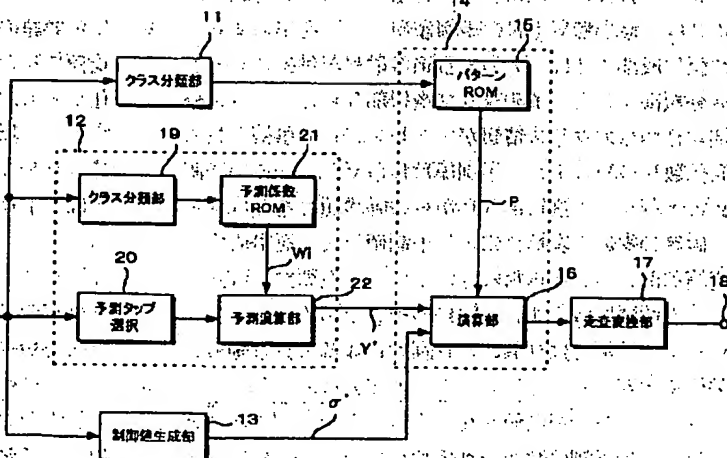 11
14
15
クラス分類部
パターン
ROM
12
19
21
クラス分類部
予測係数
ROM
P
Wi
20
22
16
17
18
予測タップ
選択
予測演算部
演算部
走査変換部
Y'
13
制御値生成部
σ'